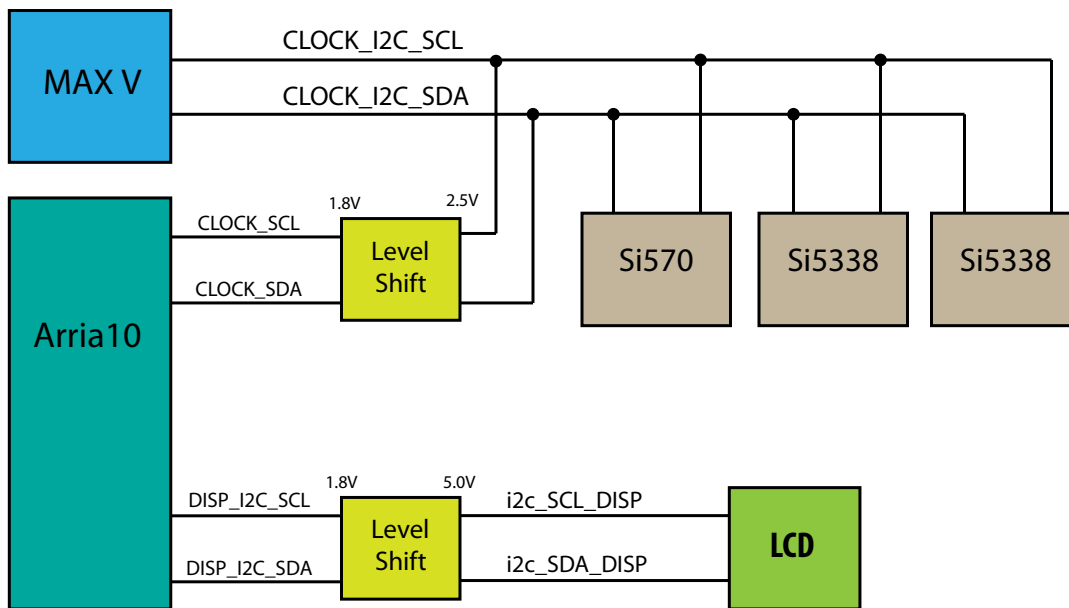 MAX V
CLOCK_I2C_SCL
CLOCK_I2C_SDA
Arria10
CLOCK_SCL
CLOCK_SDA
1.8V
2.5V
Level
Shift
Si570
Si5338
Si5338
DISP_I2C_SCL
DISP_I2C_SDA
1.8V
5.0V
Level
Shift
i2c_SCL_DISP
i2c_SDA_DISP
LCD